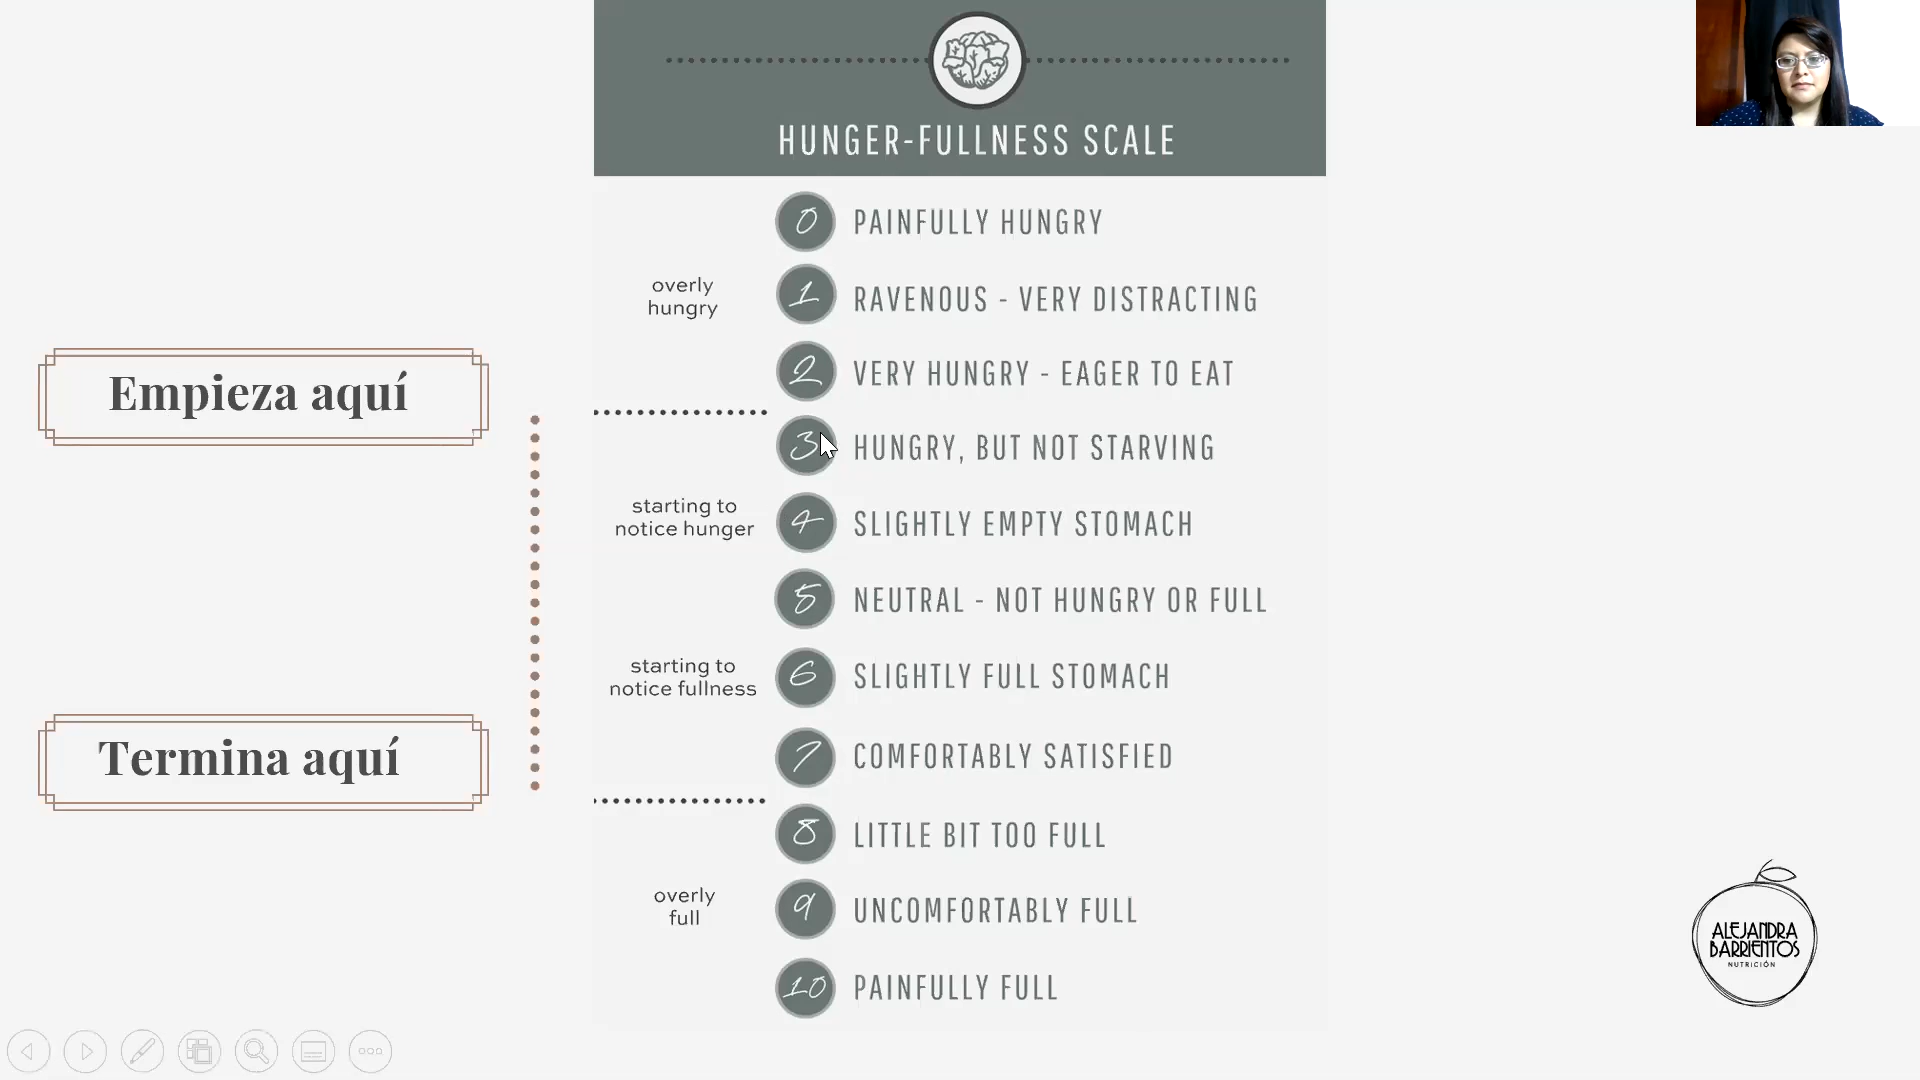 HUNGER-FULLNESS SCALE
0 PAINFULLY HUNGRY
overly
hungry
1 RAVENOUS - VERY DISTRACTING
2 VERY HUNGRY - EAGER TO EAT
Empieza aquí
3 HUNGRY, BUT NOT STARVING
starting to
notice hunger
4 SLIGHTLY EMPTY STOMACH
5 NEUTRAL - NOT HUNGRY OR FULL
starting to
notice fullness
6 SLIGHTLY FULL STOMACH
Termina aquí
7 COMFORTABLY SATISFIED
8 LITTLE BIT TOO FULL
overly
full
9 UNCOMFORTABLY FULL
10 PAINFULLY FULL
ALEJANDRA
BARRIENTOS
NUTRICIÓN